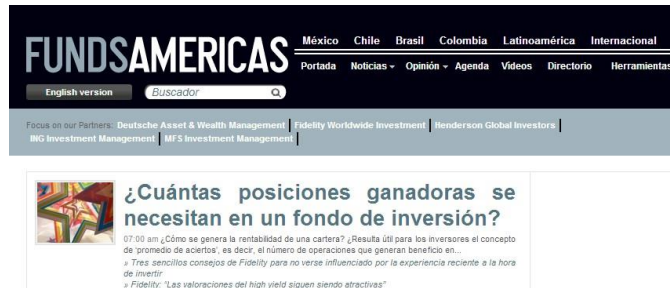 FUNDSAMERICAS
México Chile Brasil Colombia Latinoamérica Internacional
Portada Noticias Opinión Agenda Videos Directorio Herramientas
English version Buscador
Focus on our Partners: Deutsche Asset & Wealth Management Fidelity Worldwide Investment Henderson Global Investors
ING Investment Management MFS Investment Management
¿Cuántas posiciones ganadoras se
necesitan en un fondo de inversión?
07:00 am ¿Cómo se genera la rentabilidad de una cartera? ¿Resulta útil para los inversores el concepto
de 'promedio de aciertos', es decir, el número de operaciones que generan beneficio en...
» Tres sencillos consejos de Fidelity para no verse influenciado por la experiencia reciente a la hora
de invertir
» Fidelity: "Las valoraciones del high yield siguen siendo atractivas"